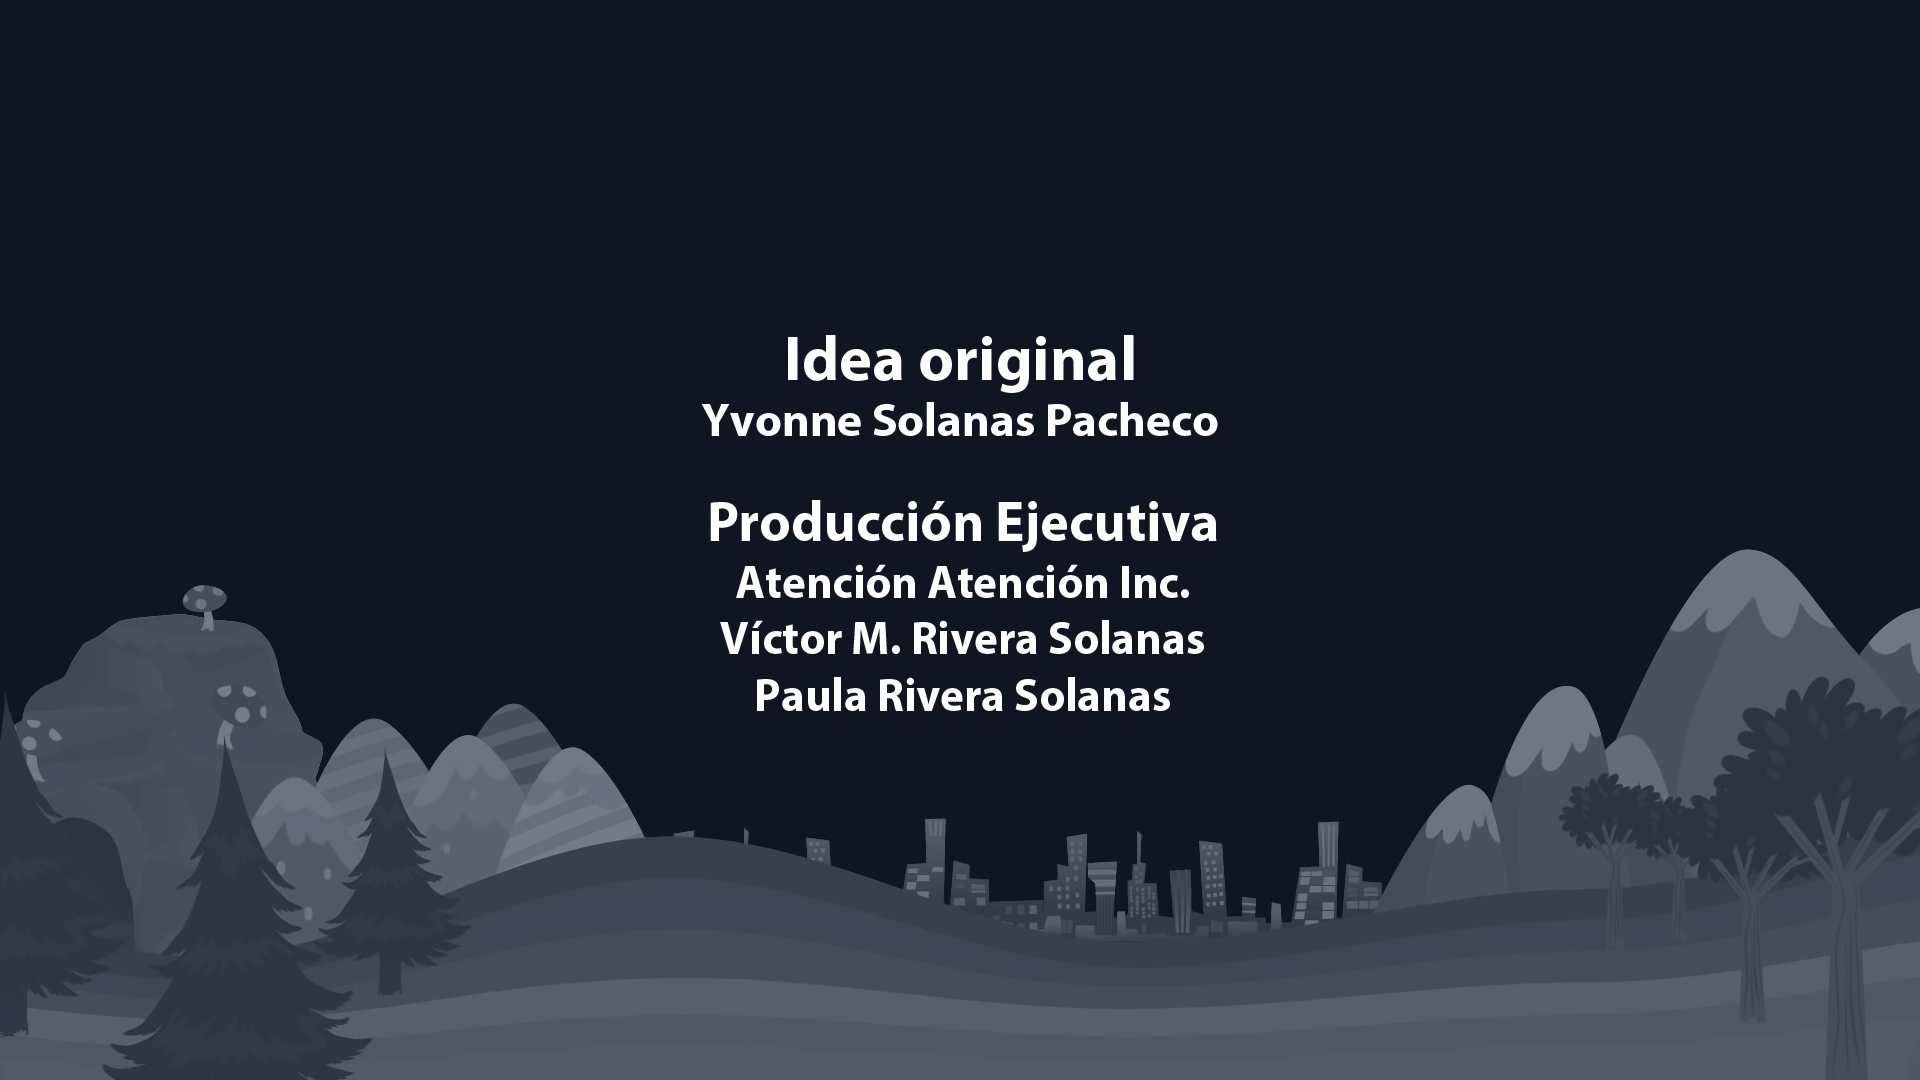 Idea original
Yvonne Solanas Pacheco
Producción Ejecutiva
Atención Atención Inc.
Víctor M. Rivera Solanas
Paula Rivera Solanas